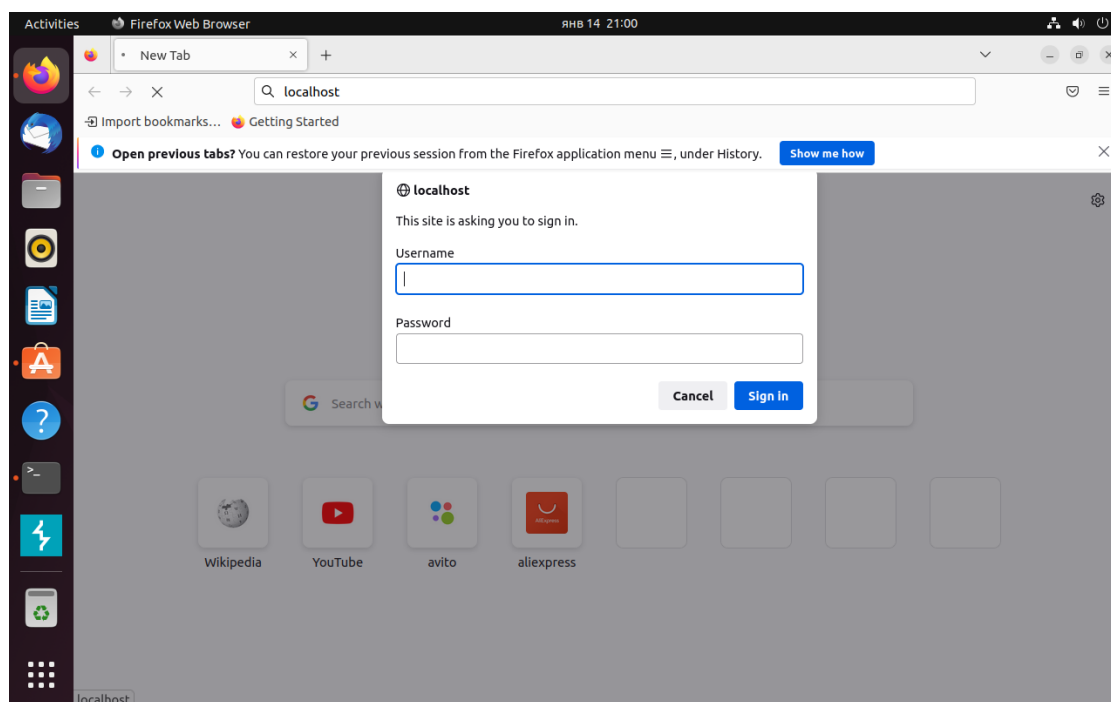 Activities Firefox Web Browser янв 14 21:00
New Tab
localhost
Import bookmarks... Getting Started
Open previous tabs? You can restore your previous session from the Firefox application menu ☰, under History. Show me how
localhost
This site is asking you to sign in.
Username
Password
Cancel Sign in
Search w
AliExpress
Wikipedia YouTube avito aliexpress
localhost